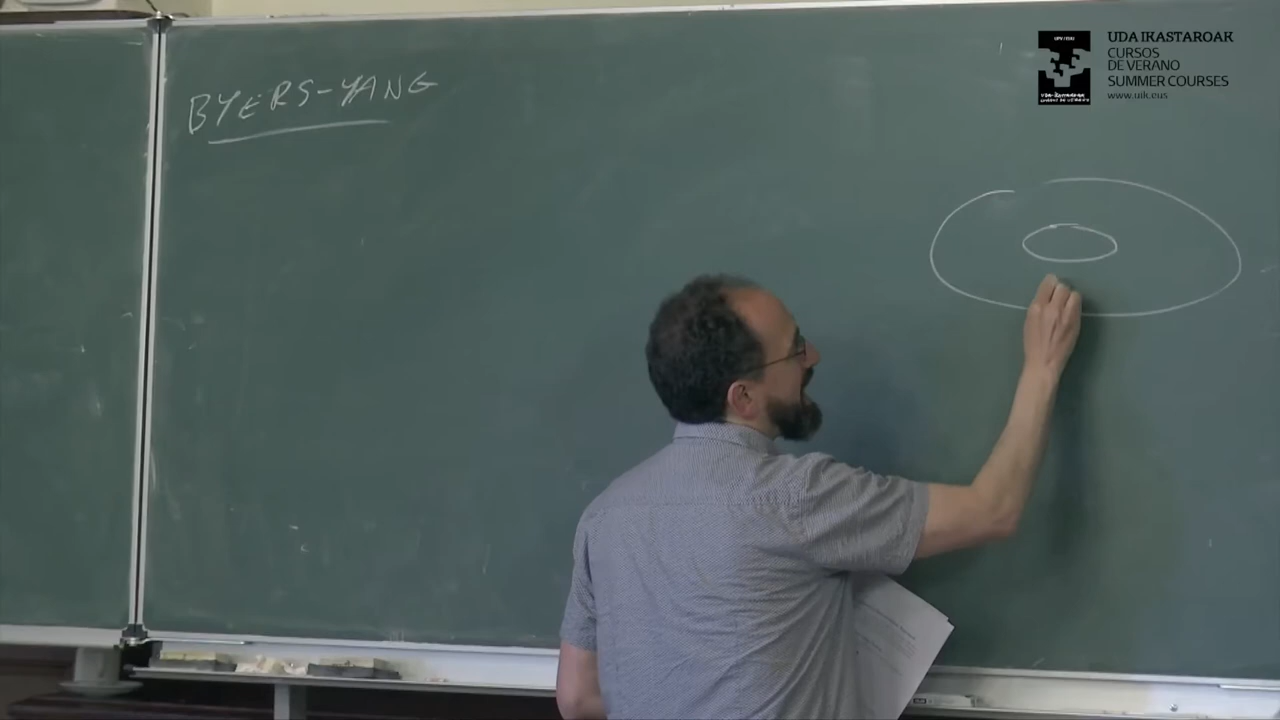 BYERS-YANG
UDA IKASTAROAK
CURSOS
DE VERANO
SUMMER COURSES
www.uik.eus